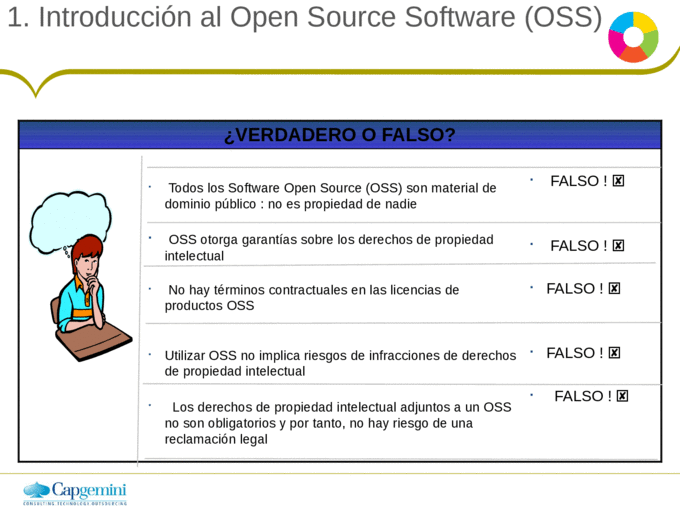 1. Introducción al Open Source Software (OSS)
¿VERDADERO O FALSO?
Todos los Software Open Source (OSS) son material de
dominio público : no es propiedad de nadie
FALSO !
OSS otorga garantías sobre los derechos de propiedad
intelectual
FALSO !
No hay términos contractuales en las licencias de
productos OSS
FALSO !
Utilizar OSS no implica riesgos de infracciones de derechos
de propiedad intelectual
FALSO !
Los derechos de propiedad intelectual adjuntos a un OSS
no son obligatorios y por tanto, no hay riesgo de una
reclamación legal
FALSO !
Capgemini
CONSULTING.TECHNOLOGY.OUTSOURCING